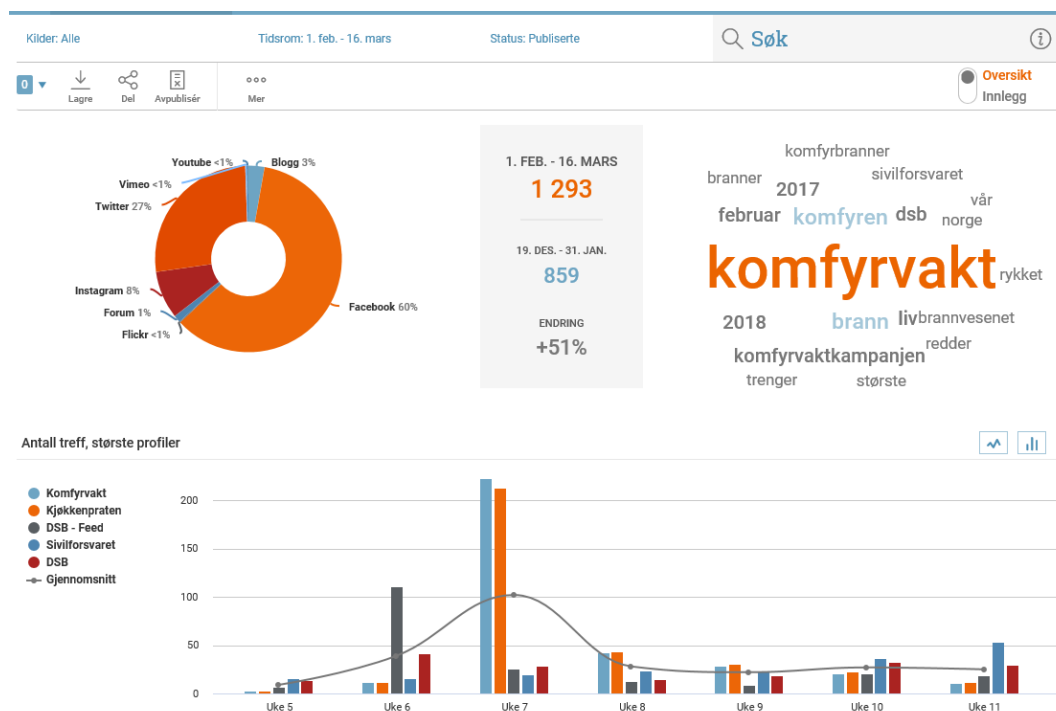 Kilder: Alle
Tidsrom: 1. feb. - 16. mars
Status: Publiserte
Søk
0
Lagre
Del
Avpublisér
Mer
Oversikt
Innlegg
Youtube <1%
Blogg 3%
Vimeo <1%
Twitter 27%
Instagram 8%
Forum 1%
Flickr <1%
Facebook 60%
1. FEB. - 16. MARS
1 293
19. DES. - 31. JAN.
859
ENDRING
+51%
komfyrbranner
branner
2017
sivilforsvaret
vår
februar
komfyren
dsb
norge
komfyrvakt
rykket
2018
brann
liv
brannvesenet
redder
komfyrvaktkampanjen
trenger
største
Antall treff, største profiler
Komfyrvakt
Kjøkkenpraten
DSB - Feed
Sivilforsvaret
DSB
Gjennomsnitt
200
150
100
50
0
Uke 5
Uke 6
Uke 7
Uke 8
Uke 9
Uke 10
Uke 11